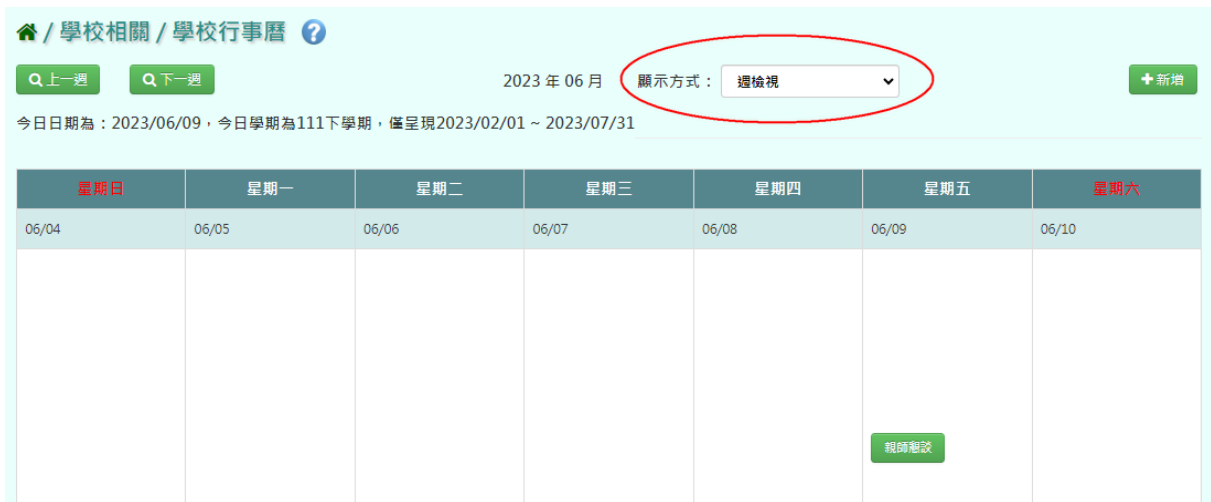 / 學校相關 / 學校行事曆 ?
上一週 下一週 2023 年 06 月 顯示方式： 週檢視 新增
今日日期為：2023/06/09，今日學期為111下學期，僅呈現2023/02/01 ~ 2023/07/31
星期日 星期一 星期二 星期三 星期四 星期五 星期六
06/04 06/05 06/06 06/07 06/08 06/09 06/10
親師懇談